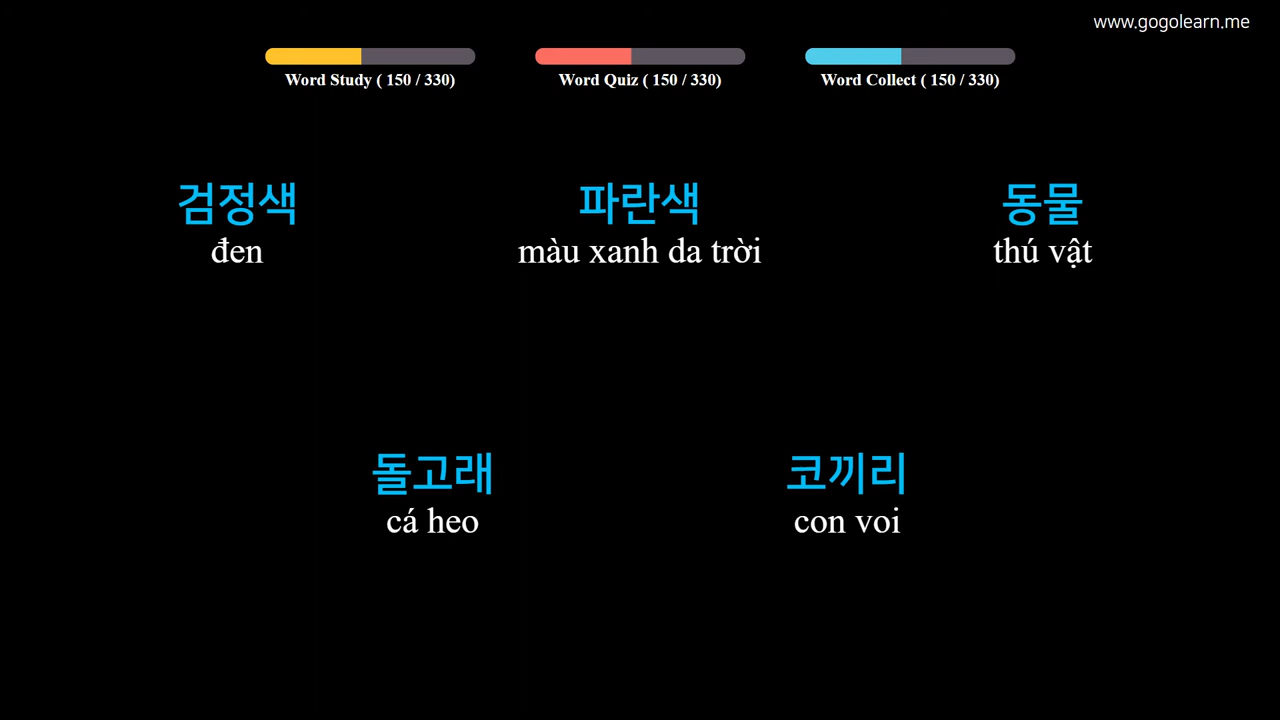 www.gogolearn.me
Word Study ( 150 / 330)
Word Quiz ( 150 / 330)
Word Collect ( 150 / 330)
검정색
đen
파란색
màu xanh da trời
동물
thú vật
돌고래
cá heo
코끼리
con voi